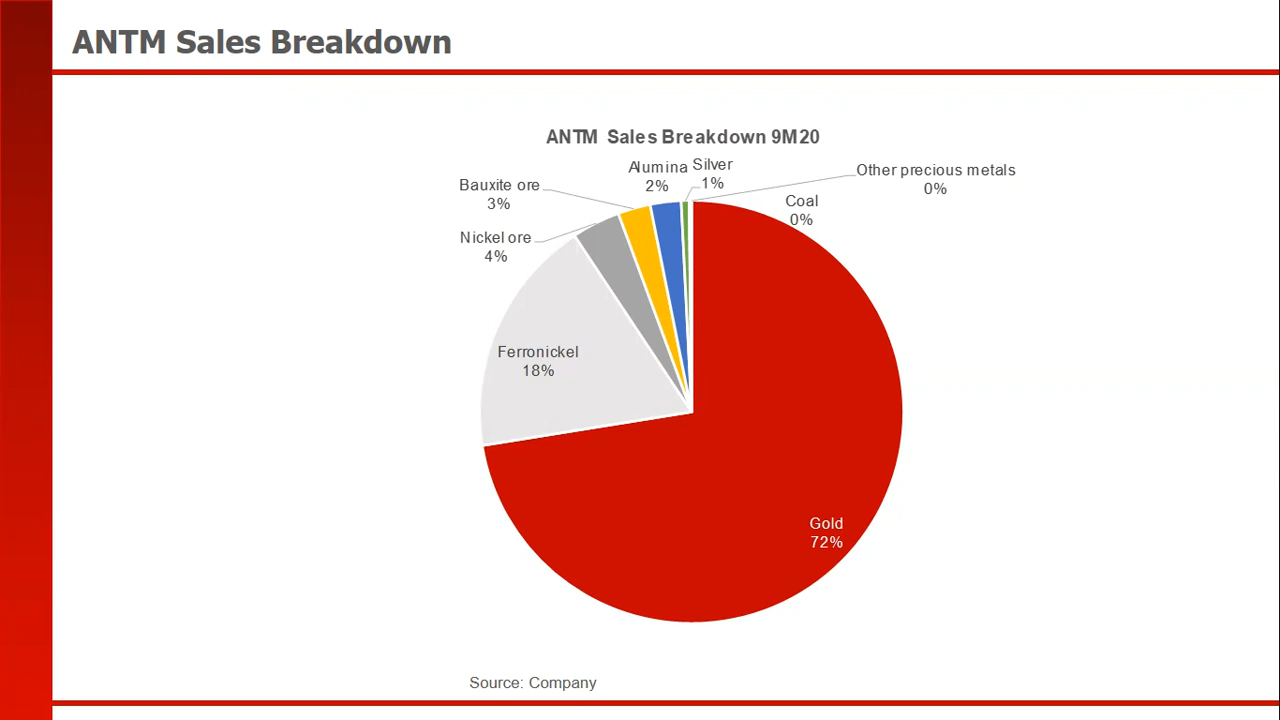 ANTM Sales Breakdown
ANTM Sales Breakdown 9M20
Alumina
2%
Silver
1%
Other precious metals
0%
Bauxite ore
3%
Coal
0%
Nickel ore
4%
Ferronickel
18%
Gold
72%
Source: Company